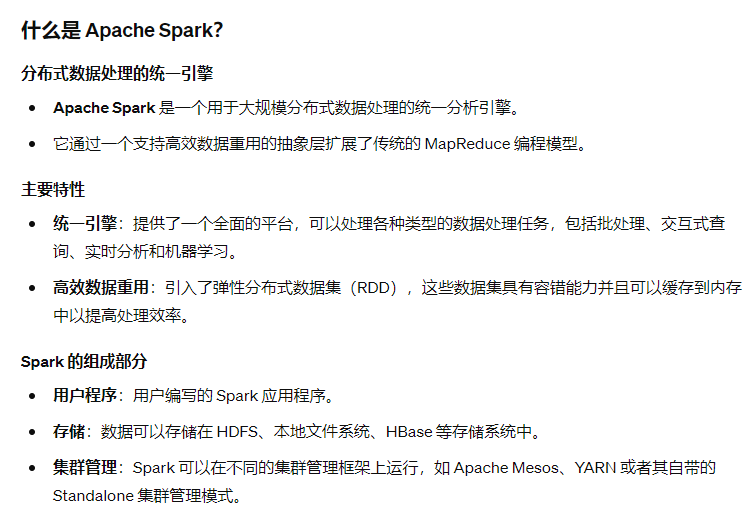 什么是 Apache Spark？
分布式数据处理的统一引擎
• Apache Spark 是一个用于大规模分布式数据处理的统一分析引擎。
• 它通过一个支持高效数据重用的抽象层扩展了传统的 MapReduce 编程模型。
主要特性
• 统一引擎：提供了一个全面的平台，可以处理各种类型的数据处理任务，包括批处理、交互式查
询、实时分析和机器学习。
• 高效数据重用：引入了弹性分布式数据集（RDD），这些数据集具有容错能力并且可以缓存到内存
中以提高处理效率。
Spark 的组成部分
• 用户程序：用户编写的 Spark 应用程序。
• 存储：数据可以存储在 HDFS、本地文件系统、HBase 等存储系统中。
• 集群管理：Spark 可以在不同的集群管理框架上运行，如 Apache Mesos、YARN 或者其自带的
Standalone 集群管理模式。